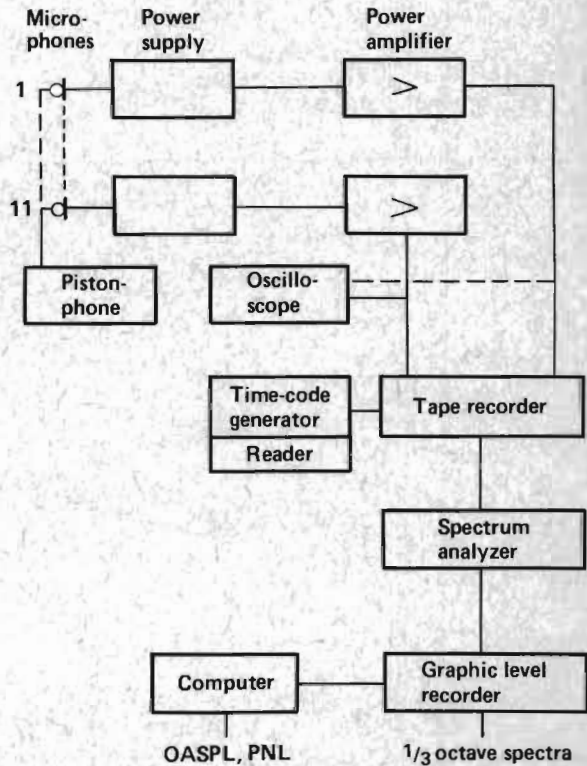 Micro-
phones
Power
supply
Power
amplifier
1
>
11
>
Piston-
phone
Oscillo-
scope
Time-code
generator
Reader
Tape recorder
Spectrum
analyzer
Computer
Graphic level
recorder
OASPL, PNL
1/3 octave spectra